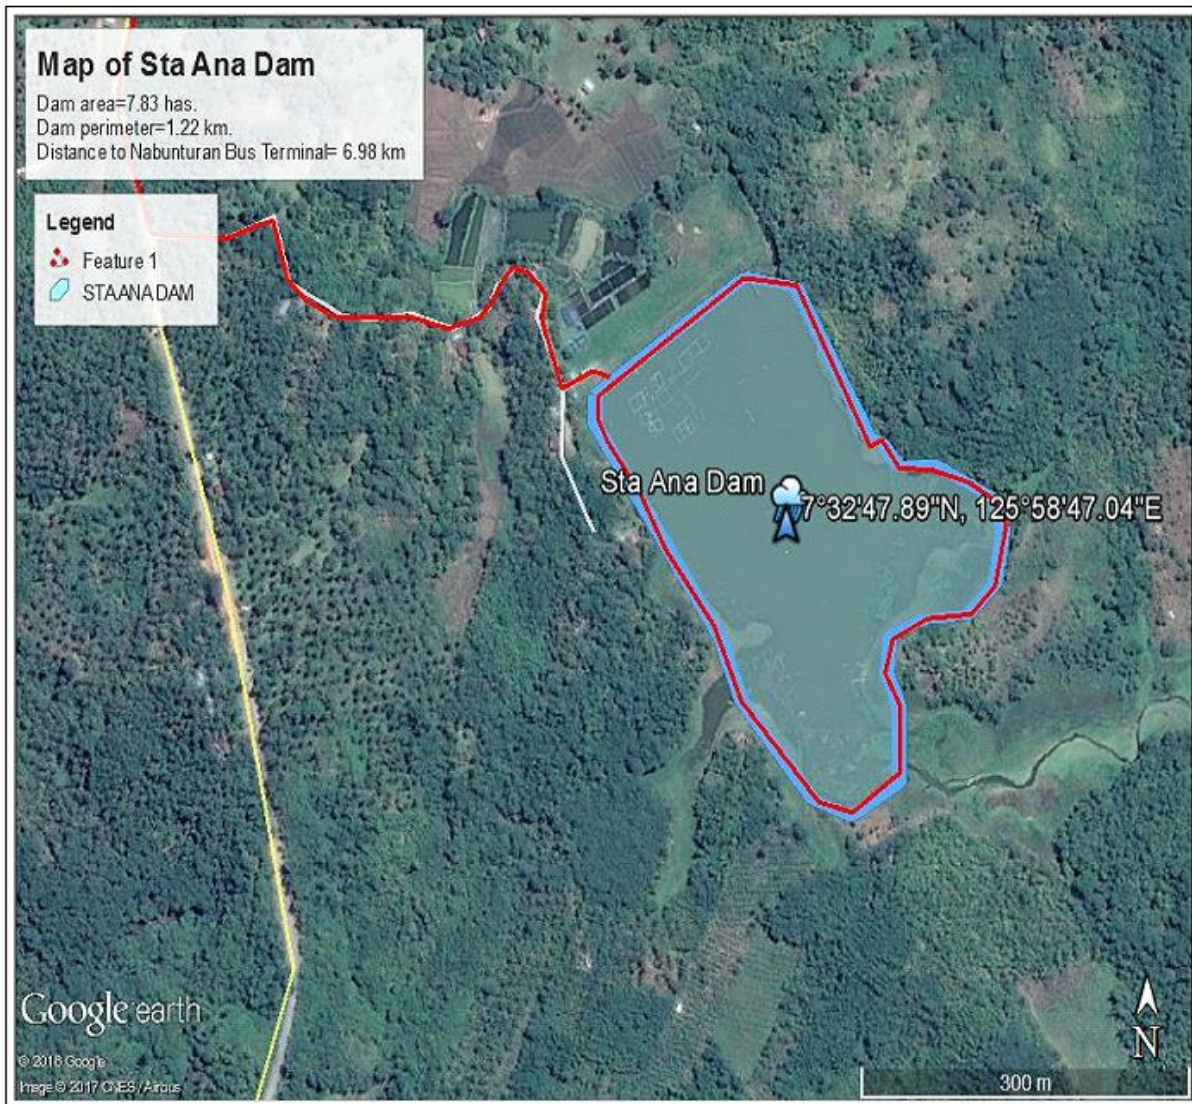 Map of Sta Ana Dam
Dam area=7.83 has.
Dam perimeter=1.22 km.
Distance to Nabunturan Bus Terminal= 6.98 km
Legend
Feature 1
STA ANA DAM
Sta Ana Dam
7°32'47.89"N, 125°58'47.04"E
Google earth
N
© 2016 Google
Image © 2017 CNES / Airbus
300 m